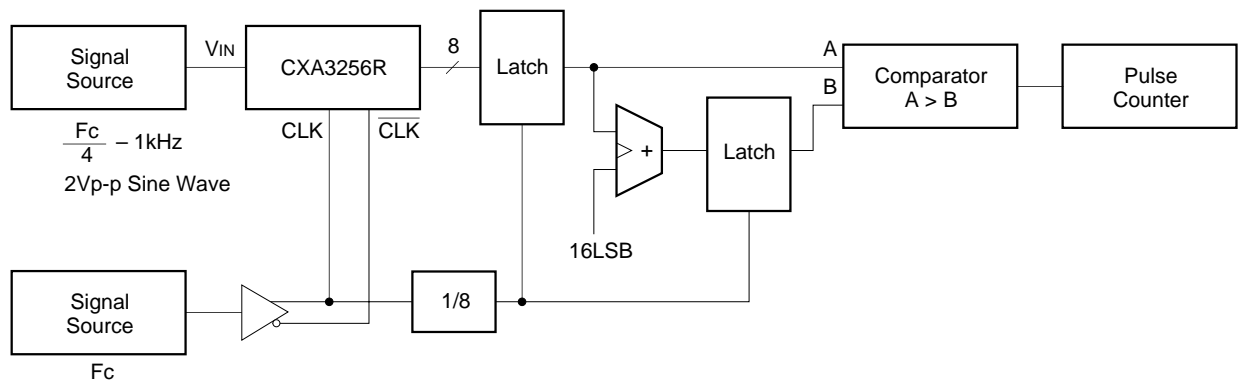 Signal
Source
VIN
CXA3256R
8
Latch
A
B
Comparator
A > B
Pulse
Counter
CLK
CLK
Fc
4
– 1kHz
2Vp-p Sine Wave
+
Latch
16LSB
Signal
Source
1/8
Fc